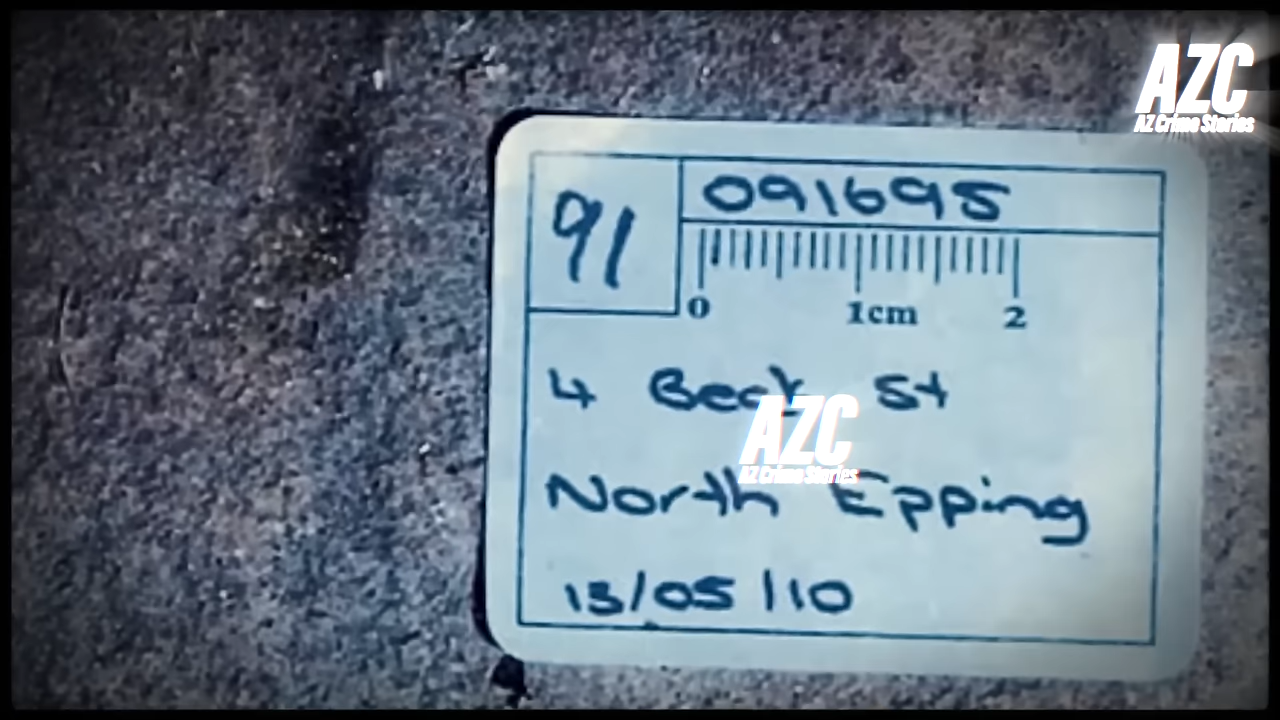 AZC
AZ Crime Stories
91
091695
0 1cm 2
4 Beck St
AZC
AZ Crime Stories
North Epping
13/05/10